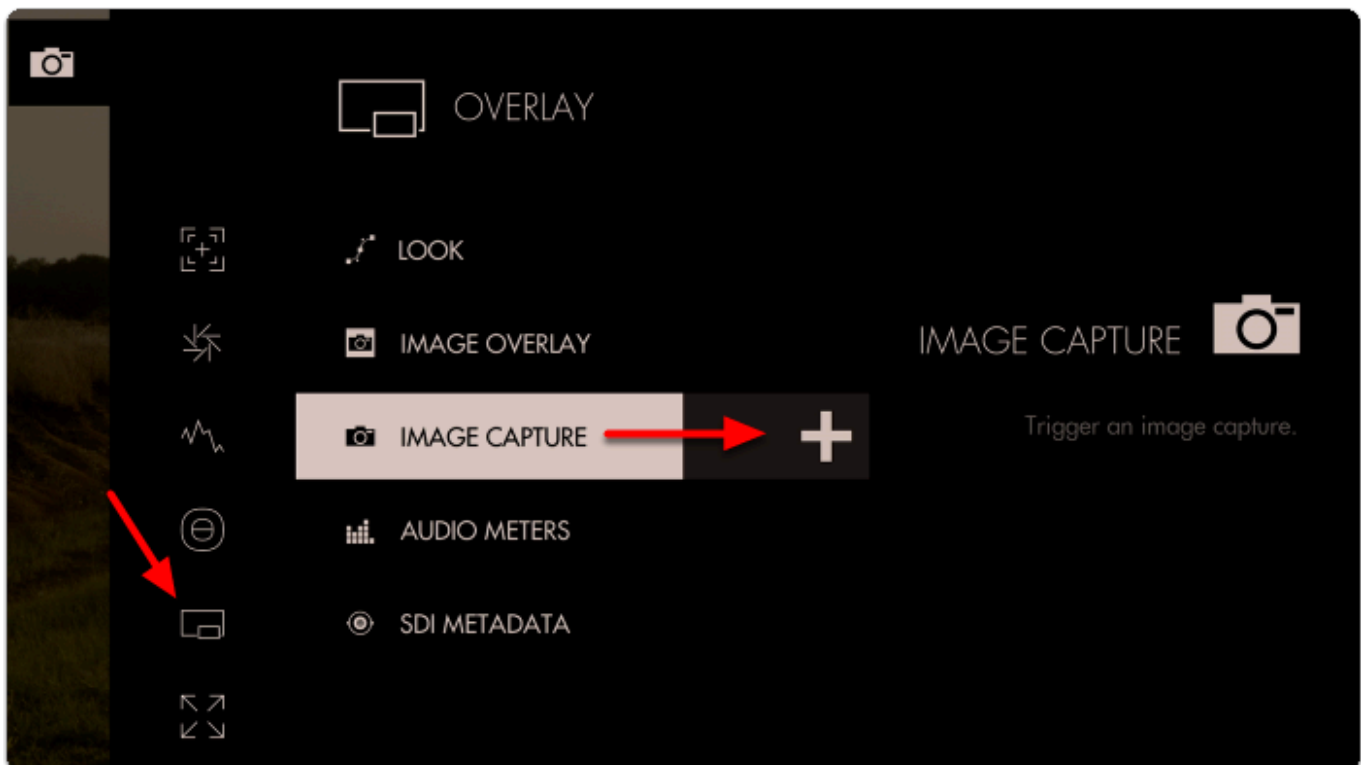 OVERLAY
LOOK
IMAGE OVERLAY
IMAGE CAPTURE
AUDIO METERS
SDI METADATA
IMAGE CAPTURE
Trigger an image capture.